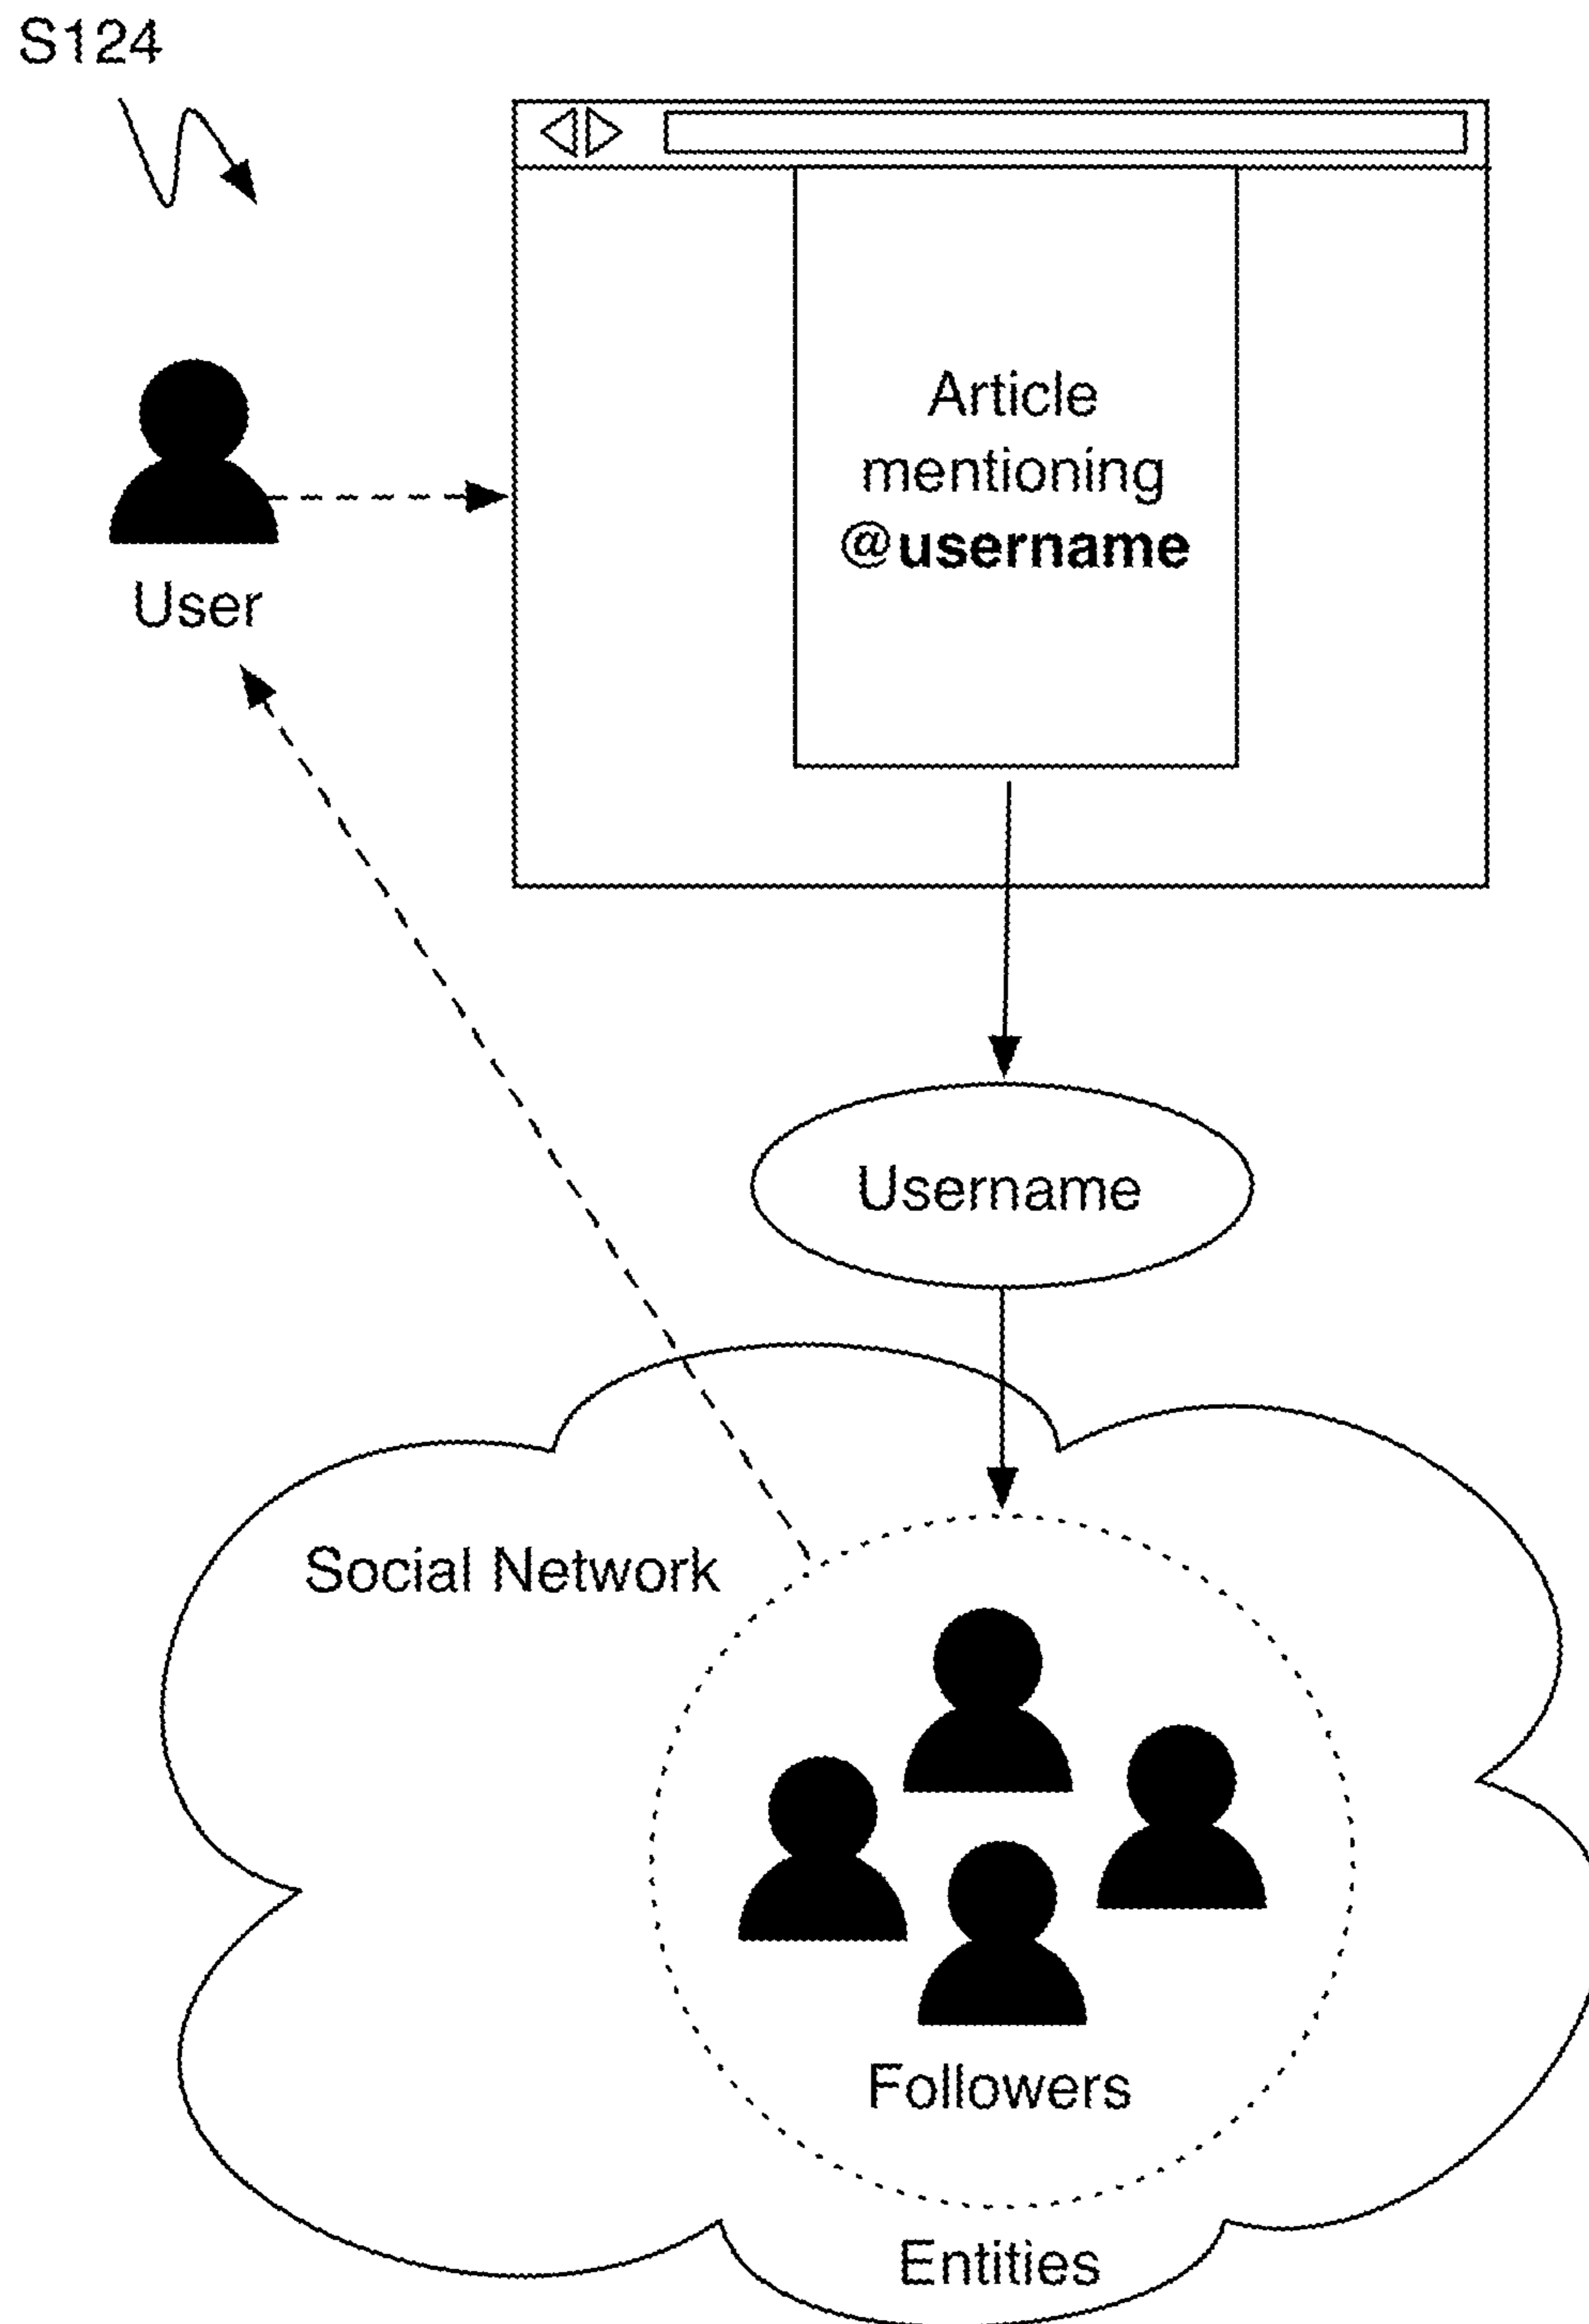 S124
Article
mentioning
@username
User
Username
Social Network
Followers
Entities